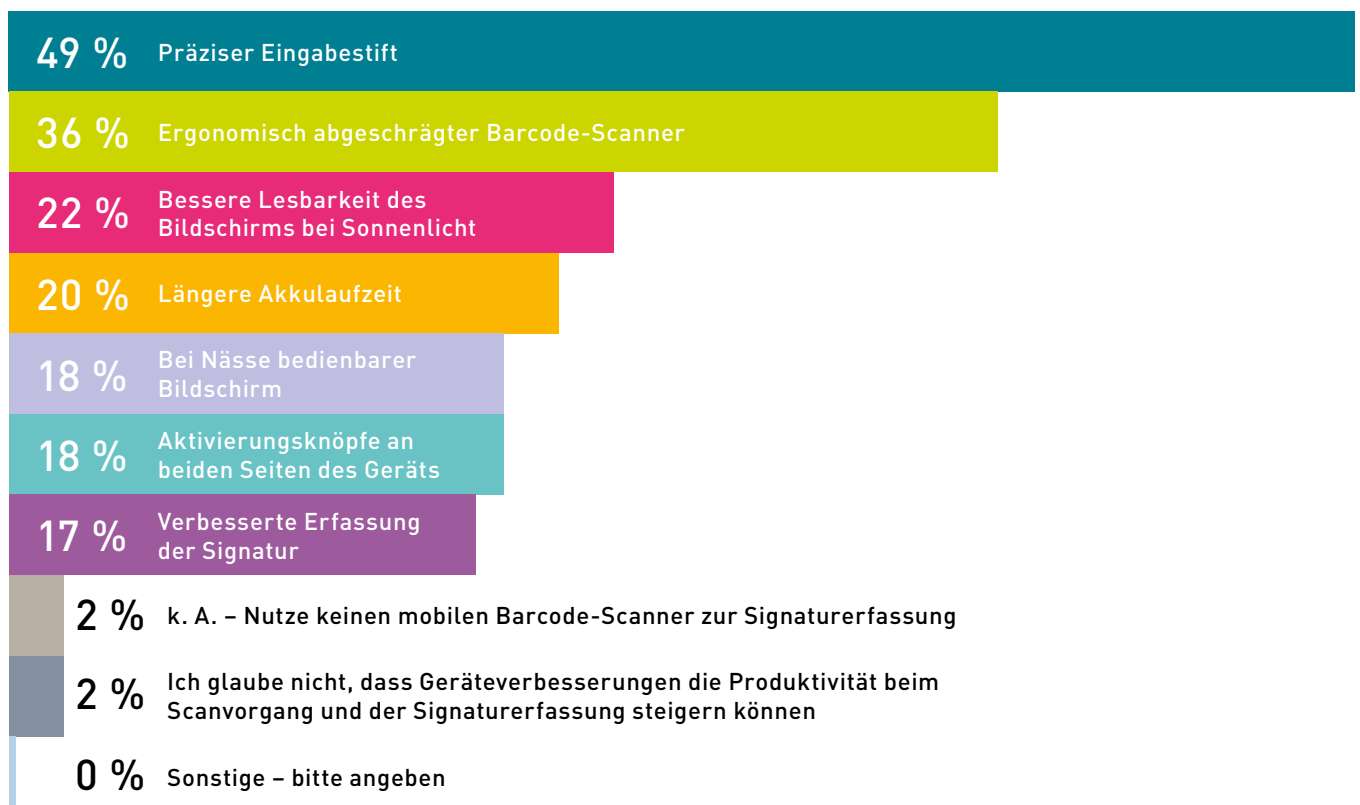 49 % Präziser Eingabestift
36 % Ergonomisch abgeschrägter Barcode-Scanner
22 % Bessere Lesbarkeit des
Bildschirms bei Sonnenlicht
20 % Längere Akkulaufzeit
18 % Bei Nässe bedienbarer
Bildschirm
18 % Aktivierungsknöpfe an
beiden Seiten des Geräts
17 % Verbesserte Erfassung
der Signatur
2 % k. A. – Nutze keinen mobilen Barcode-Scanner zur Signaturerfassung
2 % Ich glaube nicht, dass Geräteverbesserungen die Produktivität beim
Scanvorgang und der Signaturerfassung steigern können
0 % Sonstige – bitte angeben